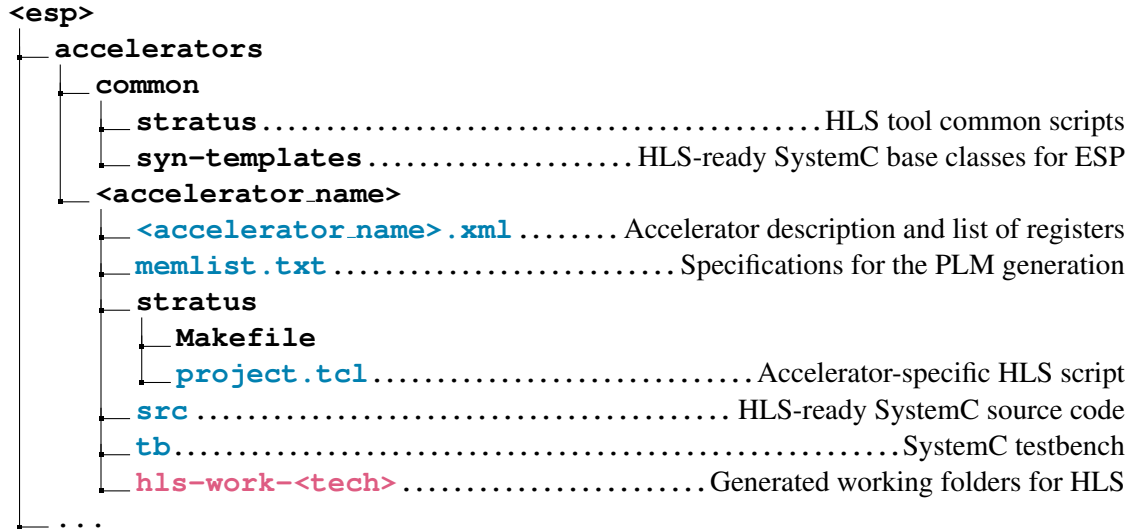 <esp>
accelerators
common
stratus................................................HLS tool common scripts
syn-templates.....................HLS-ready SystemC base classes for ESP
<accelerator_name>
<accelerator_name>.xml........Accelerator description and list of registers
memlist.txt...........................Specifications for the PLM generation
stratus
Makefile
project.tcl..............................Accelerator-specific HLS script
src..........................................HLS-ready SystemC source code
tb.........................................................SystemC testbench
hls-work-<tech>........................Generated working folders for HLS
...